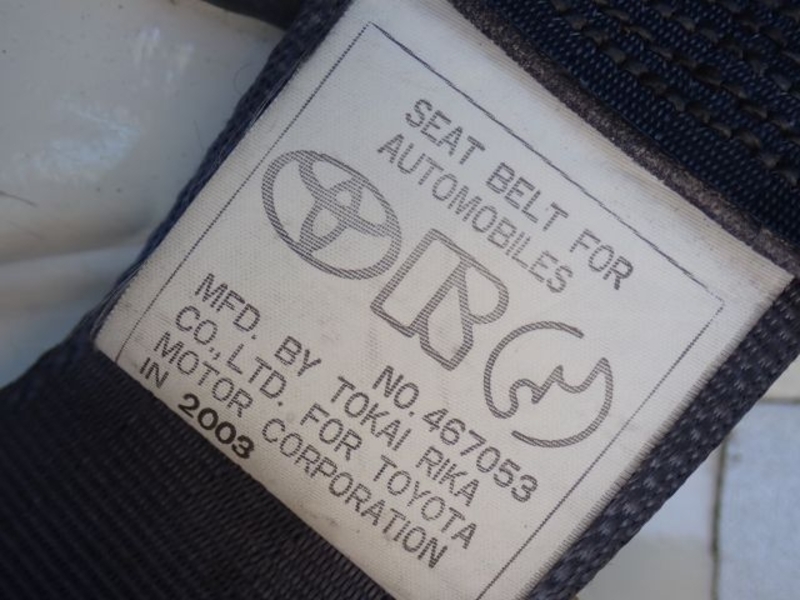 SEAT BELT FOR
AUTOMOBILES
R
NO.467053
MFD. BY TOKAI RIKA
CO.,LTD. FOR TOYOTA
MOTOR CORPORATION
IN 2003